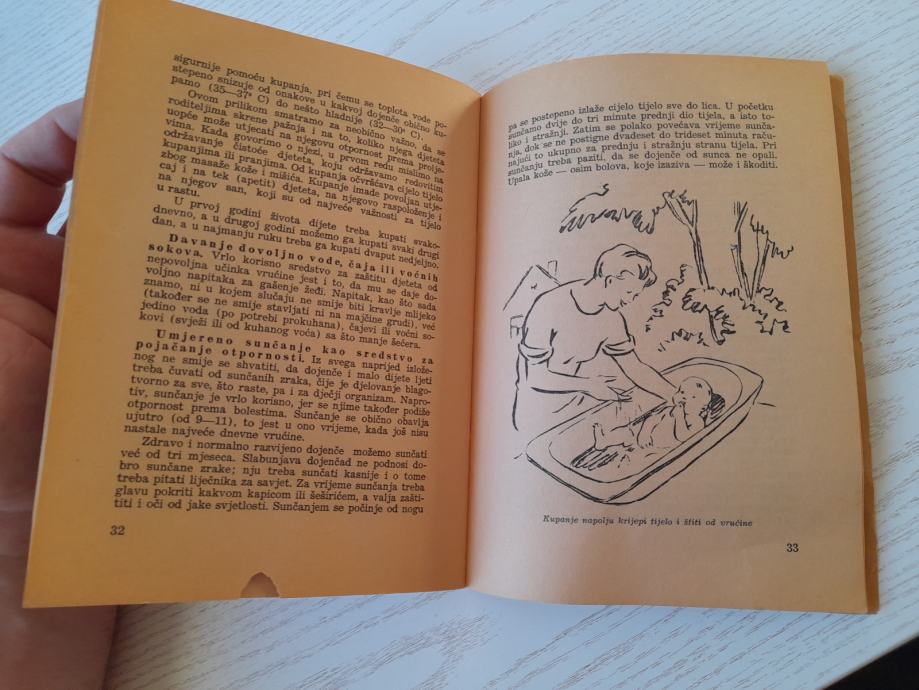 sigurnije pomoću kupanja, pri čemu se toplota vode po-
stepeno snizuje od onakove u kakvoj dojenče obično ku-
pamo (35—37° C) do nešto hladnije (32—30° C).
Ovom prilikom smatramo za neobično važno, da se
roditeljima skrene pažnja i na to, koliko njega djeteta
uopće može utjecati na njegovu otpornost prema prolje-
vima. Kada govorimo o njezi, u prvom redu mislimo na
održavanje čistoće djeteta, koju održavamo redovitim
kupanjima ili pranjima. Od kupanja očvršćava cijelo tijelo
zbog masaže kože i mišića. Kupanje imade povoljan utje-
caj i na tek (apetit) djeteta, na njegovo raspoloženje i
na njegov san, koji su od najveće važnosti za tijelo
u rastu.
U prvoj godini života dijete treba kupati svako-
dnevno, a u drugoj godini možemo ga kupati svaki drugi
dan, a u najmanju ruku treba ga kupati dvaput nedjeljno.
Davanje dovoljno vode, čaja ili voćnih
sokova. Vrlo korisno sredstvo za zaštitu djeteta od
nepovoljna učinka vrućine jest i to, da mu se daje do-
voljno napitaka za gašenje žeđi. Napitak, kao što sada
znamo, ni u kojem slučaju ne smije biti kravlje mlijeko
(također se ne smije stavljati ni na majčine grudi), već
jedino voda (po potrebi prokuhana), čajevi ili voćni so-
kovi (svježi ili od kuhanog voća) sa što manje šećera.
Umjereno sunčanje kao sredstvo za
pojačanje otpornosti. Iz svega naprijed izlože-
nog ne smije se shvatiti, da dojenče i malo dijete ljeti
treba čuvati od sunčanih zraka, čije je djelovanje blago-
tvorno za sve, što raste, pa i za dječji organizam. Napro-
tiv, sunčanje je vrlo korisno, jer se njime također podiže
otpornost prema bolestima. Sunčanje se obično obavlja
ujutro (od 9—11), to jest u ono vrijeme, kada još nisu
nastale najveće dnevne vrućine.
Zdravo i normalno razvijeno dojenče možemo sunčati
već od tri mjeseca. Slabunjava dojenčad ne podnosi do-
bro sunčane zrake; nju treba sunčati kasnije i o tome
treba pitati liječnika za savjet. Za vrijeme sunčanja treba
glavu pokriti kakvom kapicom ili šeširićem, a valja zašti-
titi i oči od jake svjetlosti. Sunčanjem se počinje od nogu
32
pa se postepeno izlaže cijelo tijelo sve do lica. U početku
sunčamo dvije do tri minute prednji dio tijela, a isto to-
liko i stražnji. Zatim se polako povećava vrijeme sunča-
nja, dok se ne postigne dvadeset do trideset minuta raču-
najući to ukupno za prednju i stražnju stranu tijela. Pri
sunčanju treba paziti, da se dojenče od sunca ne opali.
Upala kože — osim bolova, koje izaziva — može i škoditi.
Kupanje napolju krijepi tijelo i štiti od vrućine
33